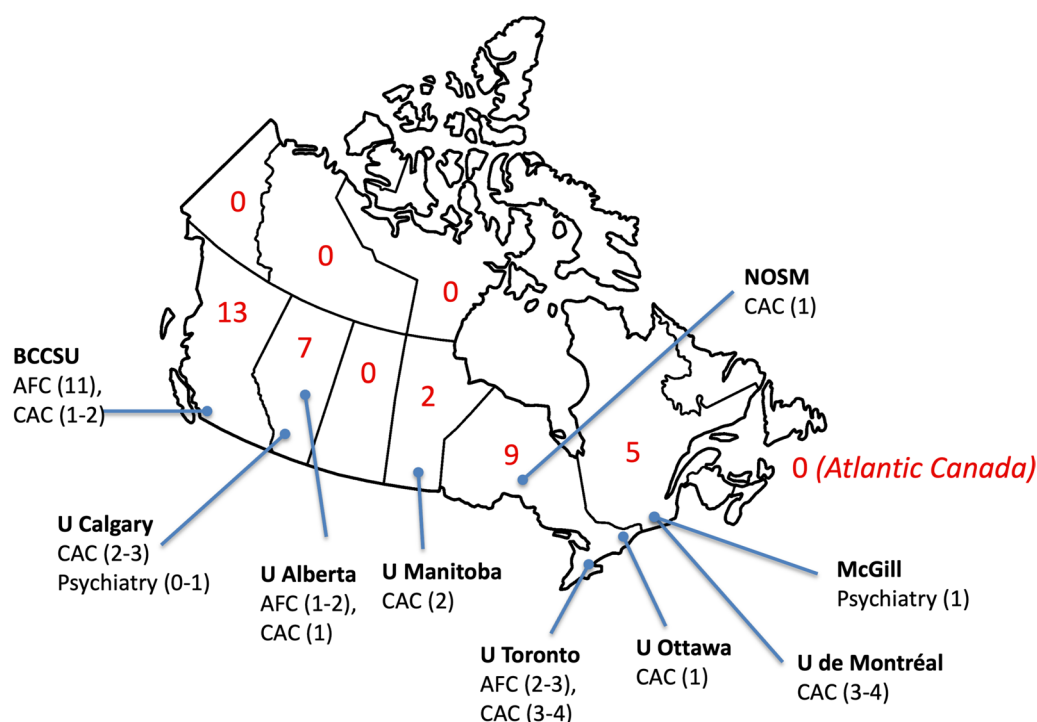 0
0
0
NOSM
CAC (1)
13
7
0
2
BCCSU
AFC (11),
CAC (1-2)
9
5
0 (Atlantic Canada)
U Calgary
CAC (2-3)
Psychiatry (0-1)
U Alberta
AFC (1-2),
CAC (1)
U Manitoba
CAC (2)
U Toronto
AFC (2-3),
CAC (3-4)
U Ottawa
CAC (1)
McGill
Psychiatry (1)
U de Montréal
CAC (3-4)